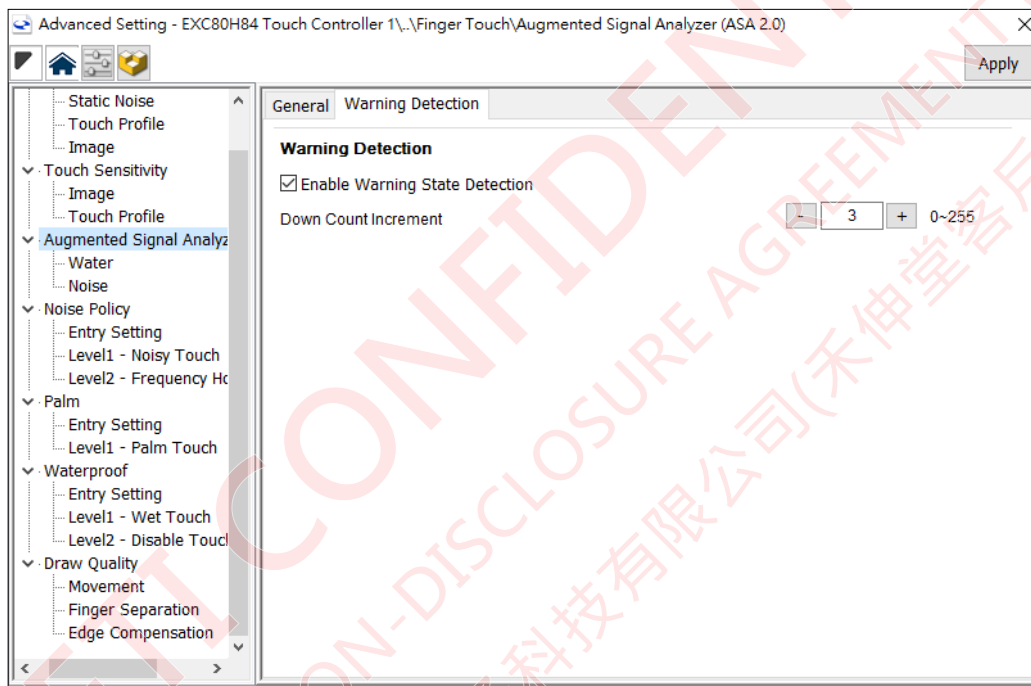 Advanced Setting - EXC80H84 Touch Controller 1\..\Finger Touch\Augmented Signal Analyzer (ASA 2.0)
Apply
Static Noise
Touch Profile
Image
Touch Sensitivity
Image
Touch Profile
Augmented Signal Analyz
Water
Noise
Noise Policy
Entry Setting
Level1 - Noisy Touch
Level2 - Frequency Ho
Palm
Entry Setting
Level1 - Palm Touch
Waterproof
Entry Setting
Level1 - Wet Touch
Level2 - Disable Touch
Draw Quality
Movement
Finger Separation
Edge Compensation
General Warning Detection
Warning Detection
Enable Warning State Detection
Down Count Increment - 3 + 0~255
ETI CONFIDENT
ON-DISCLOSURE AGREEMENT
科技有限公司(禾伸堂客戶